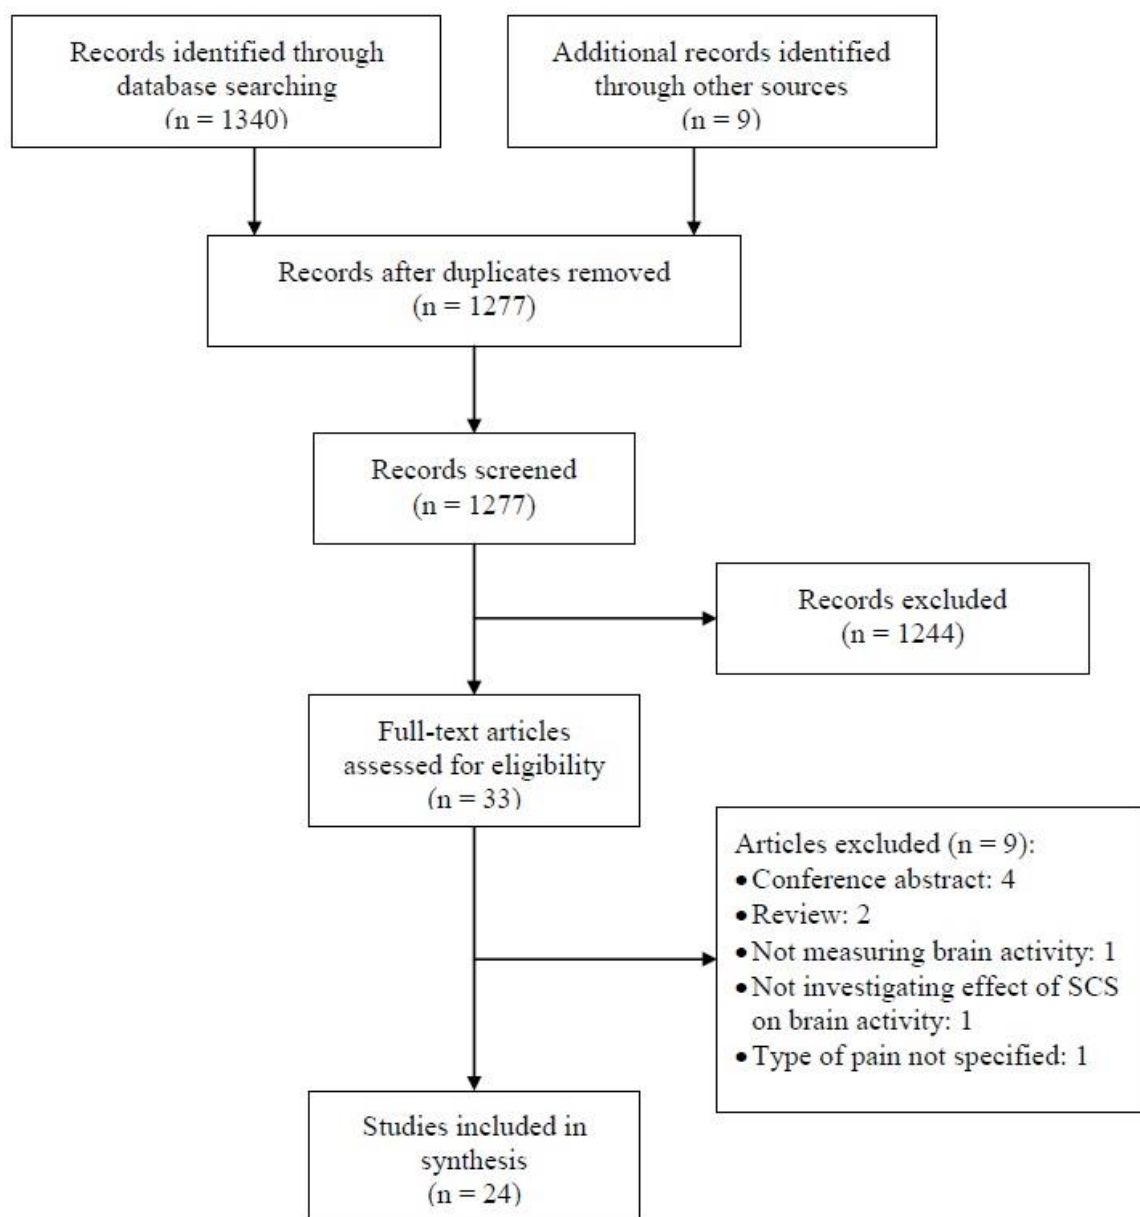 Records identified through
database searching
(n = 1340)
Additional records identified
through other sources
(n = 9)
Records after duplicates removed
(n = 1277)
Records screened
(n = 1277)
Records excluded
(n = 1244)
Full-text articles
assessed for eligibility
(n = 33)
Articles excluded (n = 9):
•Conference abstract: 4
•Review: 2
•Not measuring brain activity: 1
•Not investigating effect of SCS
on brain activity: 1
•Type of pain not specified: 1
Studies included in
synthesis
(n = 24)